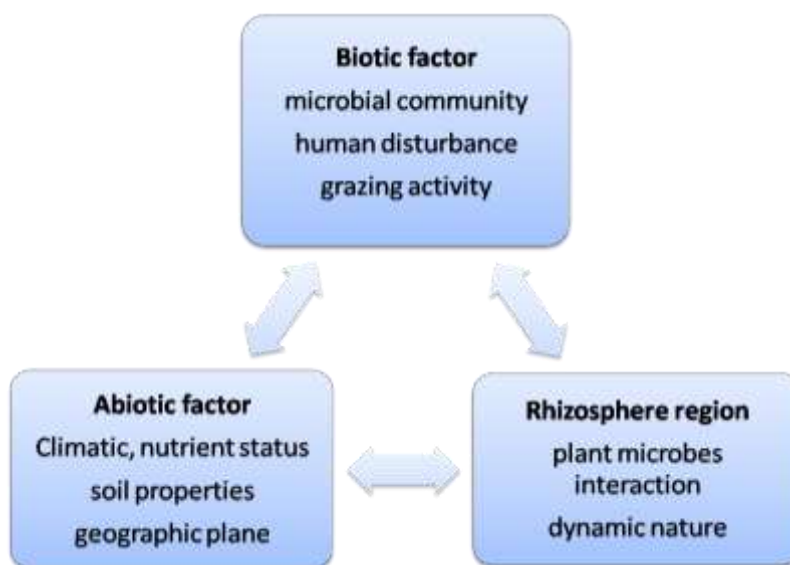 Biotic factor
microbial community
human disturbance
grazing activity
Abiotic factor
Climatic, nutrient status
soil properties
geographic plane
Rhizosphere region
plant microbes
interaction
dynamic nature